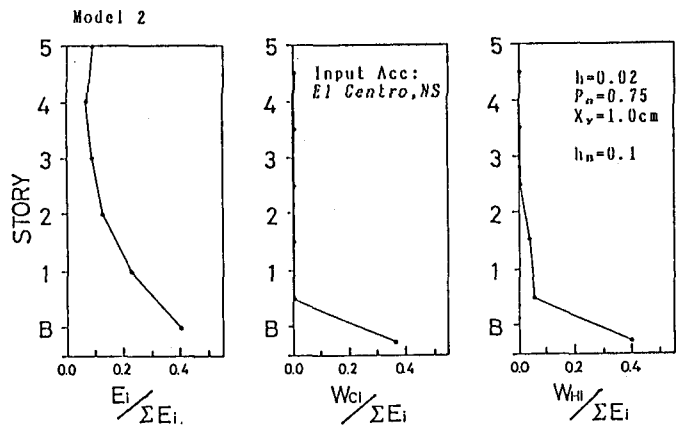 Model 2
STORY
5
4
3
2
1
B
0.0 0.2 0.4
Ei/ΣEi.
Input Acc:
El Centro,NS
5
4
3
2
1
B
0.0 0.2 0.4
WCI/ΣEi
h=0.02
Pn=0.75
Xy=1.0cm
hB=0.1
5
4
3
2
1
B
0.0 0.2 0.4
WHI/ΣEi